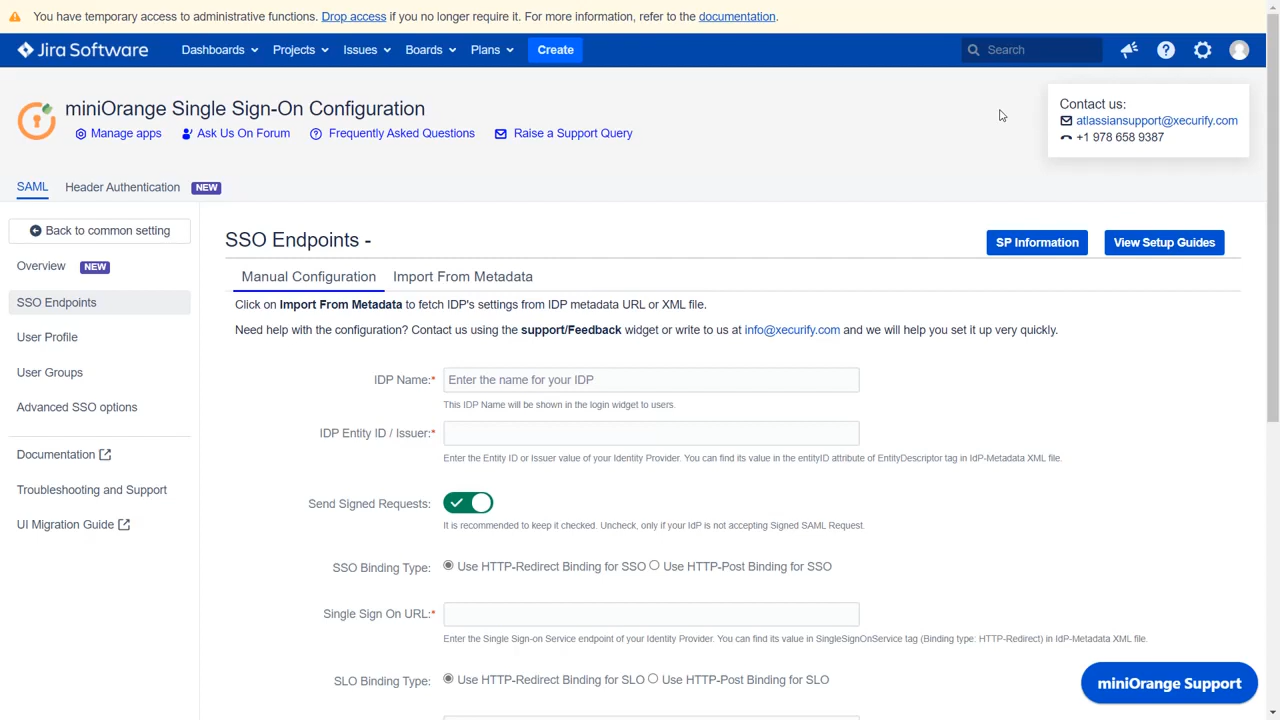 You have temporary access to administrative functions. Drop access if you no longer require it. For more information, refer to the documentation.
Jira Software Dashboards Projects Issues Boards Plans Create Search
miniOrange Single Sign-On Configuration
Manage apps Ask Us On Forum Frequently Asked Questions Raise a Support Query
Contact us:
atlassiansupport@xecurify.com
+1 978 658 9387
SAML Header Authentication NEW
Back to common setting
Overview NEW
SSO Endpoints
User Profile
User Groups
Advanced SSO options
Documentation
Troubleshooting and Support
UI Migration Guide
SSO Endpoints -
SP Information View Setup Guides
Manual Configuration Import From Metadata
Click on Import From Metadata to fetch IDP's settings from IDP metadata URL or XML file.
Need help with the configuration? Contact us using the support/Feedback widget or write to us at info@xecurify.com and we will help you set it up very quickly.
IDP Name:* Enter the name for your IDP
This IDP Name will be shown in the login widget to users.
IDP Entity ID / Issuer:*
Enter the Entity ID or Issuer value of your Identity Provider. You can find its value in the entityID attribute of EntityDescriptor tag in IdP-Metadata XML file.
Send Signed Requests:
It is recommended to keep it checked. Uncheck, only if your IdP is not accepting Signed SAML Request.
SSO Binding Type: Use HTTP-Redirect Binding for SSO Use HTTP-Post Binding for SSO
Single Sign On URL:*
Enter the Single Sign-on Service endpoint of your Identity Provider. You can find its value in SingleSignOnService tag (Binding type: HTTP-Redirect) in IdP-Metadata XML file.
SLO Binding Type: Use HTTP-Redirect Binding for SLO Use HTTP-Post Binding for SLO
miniOrange Support